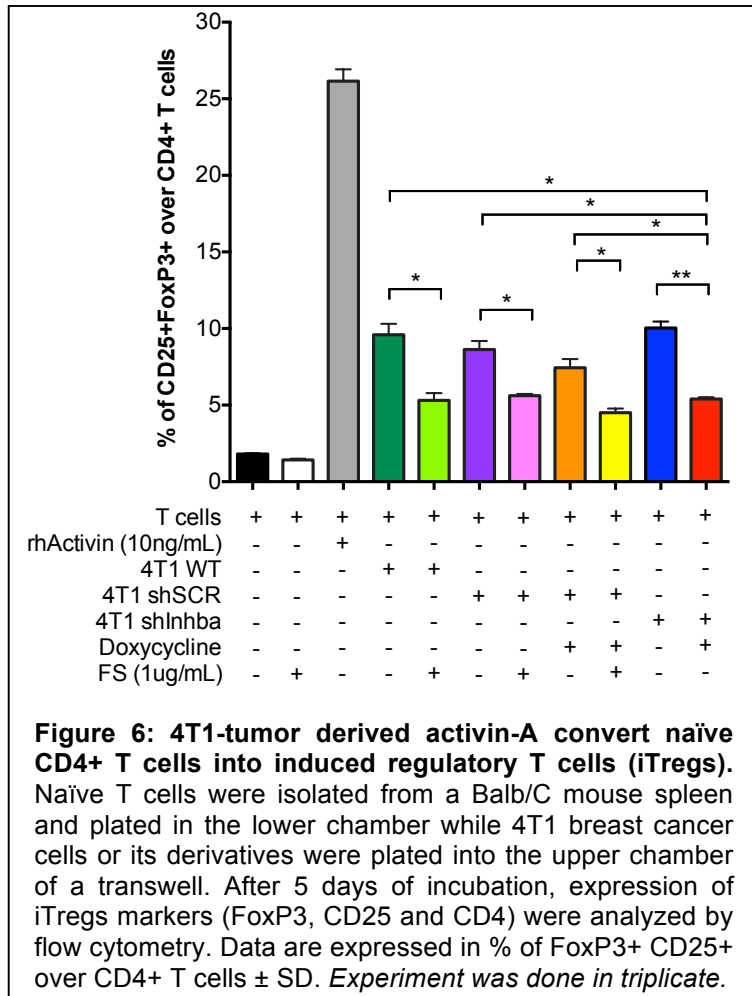 % of CD25+FoxP3+ over CD4+ T cells
30
25
20
15
10
5
0
*
*
*
* * * **
T cells + + + + + + + + + + +
rhActivin (10ng/mL) - - + - - - - - - - -
4T1 WT - - - + + - - - - - -
4T1 shSCR - - - - - + + + + - -
4T1 shInhba - - - - - - - - - + +
Doxycycline - - - - - - - + + - +
FS (1ug/mL) - + - - + - + - + - -
Figure 6: 4T1-tumor derived activin-A convert naïve
CD4+ T cells into induced regulatory T cells (iTregs).
Naïve T cells were isolated from a Balb/C mouse spleen
and plated in the lower chamber while 4T1 breast cancer
cells or its derivatives were plated into the upper chamber
of a transwell. After 5 days of incubation, expression of
iTregs markers (FoxP3, CD25 and CD4) were analyzed by
flow cytometry. Data are expressed in % of FoxP3+ CD25+
over CD4+ T cells ± SD. Experiment was done in triplicate.